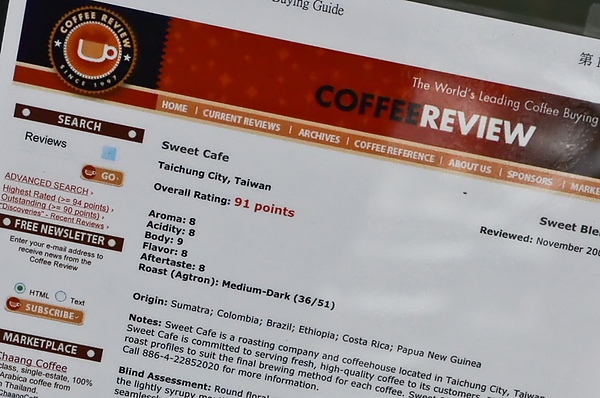 Buying Guide
第
COFFEE REVIEW
SINCE 1997
The World's Leading Coffee Buying
COFFEEREVIEW
HOME | CURRENT REVIEWS | ARCHIVES | COFFEE REFERENCE | ABOUT US | SPONSORS | MARKE
SEARCH
Reviews
GO
ADVANCED SEARCH
Highest Rated (>= 94 points)
Outstanding (>= 90 points)
"Discoveries" - Recent Reviews
FREE NEWSLETTER
Enter your e-mail address to
receive news from the
Coffee Review
HTML Text
SUBSCRIBE
MARKETPLACE
Chaang Coffee
class, single-estate, 100%
Arabica coffee from
Thailand.
Sweet Cafe
Taichung City, Taiwan
Overall Rating: 91 points
Sweet Ble
Reviewed: November 200
Aroma: 8
Acidity: 8
Body: 9
Flavor: 8
Aftertaste: 8
Roast (Agtron): Medium-Dark (36/51)
Origin: Sumatra; Colombia; Brazil; Ethiopia; Costa Rica; Papua New Guinea
Notes: Sweet Cafe is a roasting company and coffeehouse located in Taichung City, Taiwan.
Sweet Cafe is committed to serving fresh, high-quality coffee to its customers,
roast profiles to suit the final brewing method for each coffee. Sweet
Call 886-4-22852020 for more information.
Blind Assessment: Round floral
the lightly syrupy